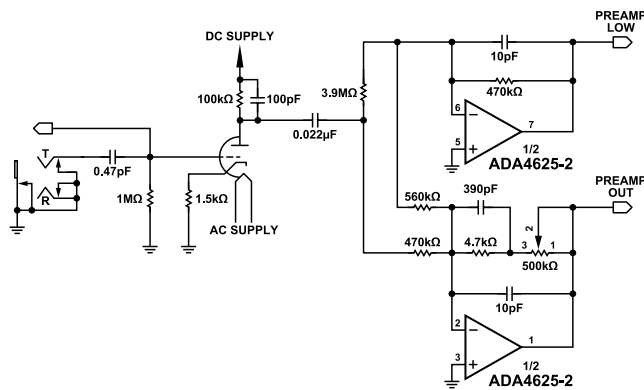 PREAMP
LOW
DC SUPPLY
10pF
100kΩ
100pF
3.9MΩ
470kΩ
0.022µF
6
7
5
T
1/2
ADA4625-2
0.47pF
390pF
PREAMP
OUT
R
1MΩ
1.5kΩ
560kΩ
2
AC SUPPLY
470kΩ
4.7kΩ
3
1
500kΩ
10pF
2
1
3
1/2
ADA4625-2